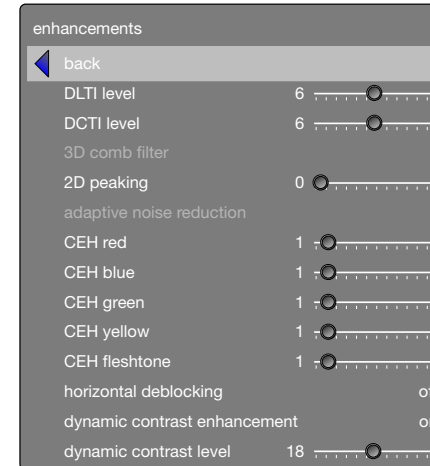 enhancements
back
DLTI level 6
DCTI level 6
3D comb filter
2D peaking 0
adaptive noise reduction
CEH red 1
CEH blue 1
CEH green 1
CEH yellow 1
CEH fleshtone 1
horizontal deblocking
dynamic contrast enhancement
dynamic contrast level 18